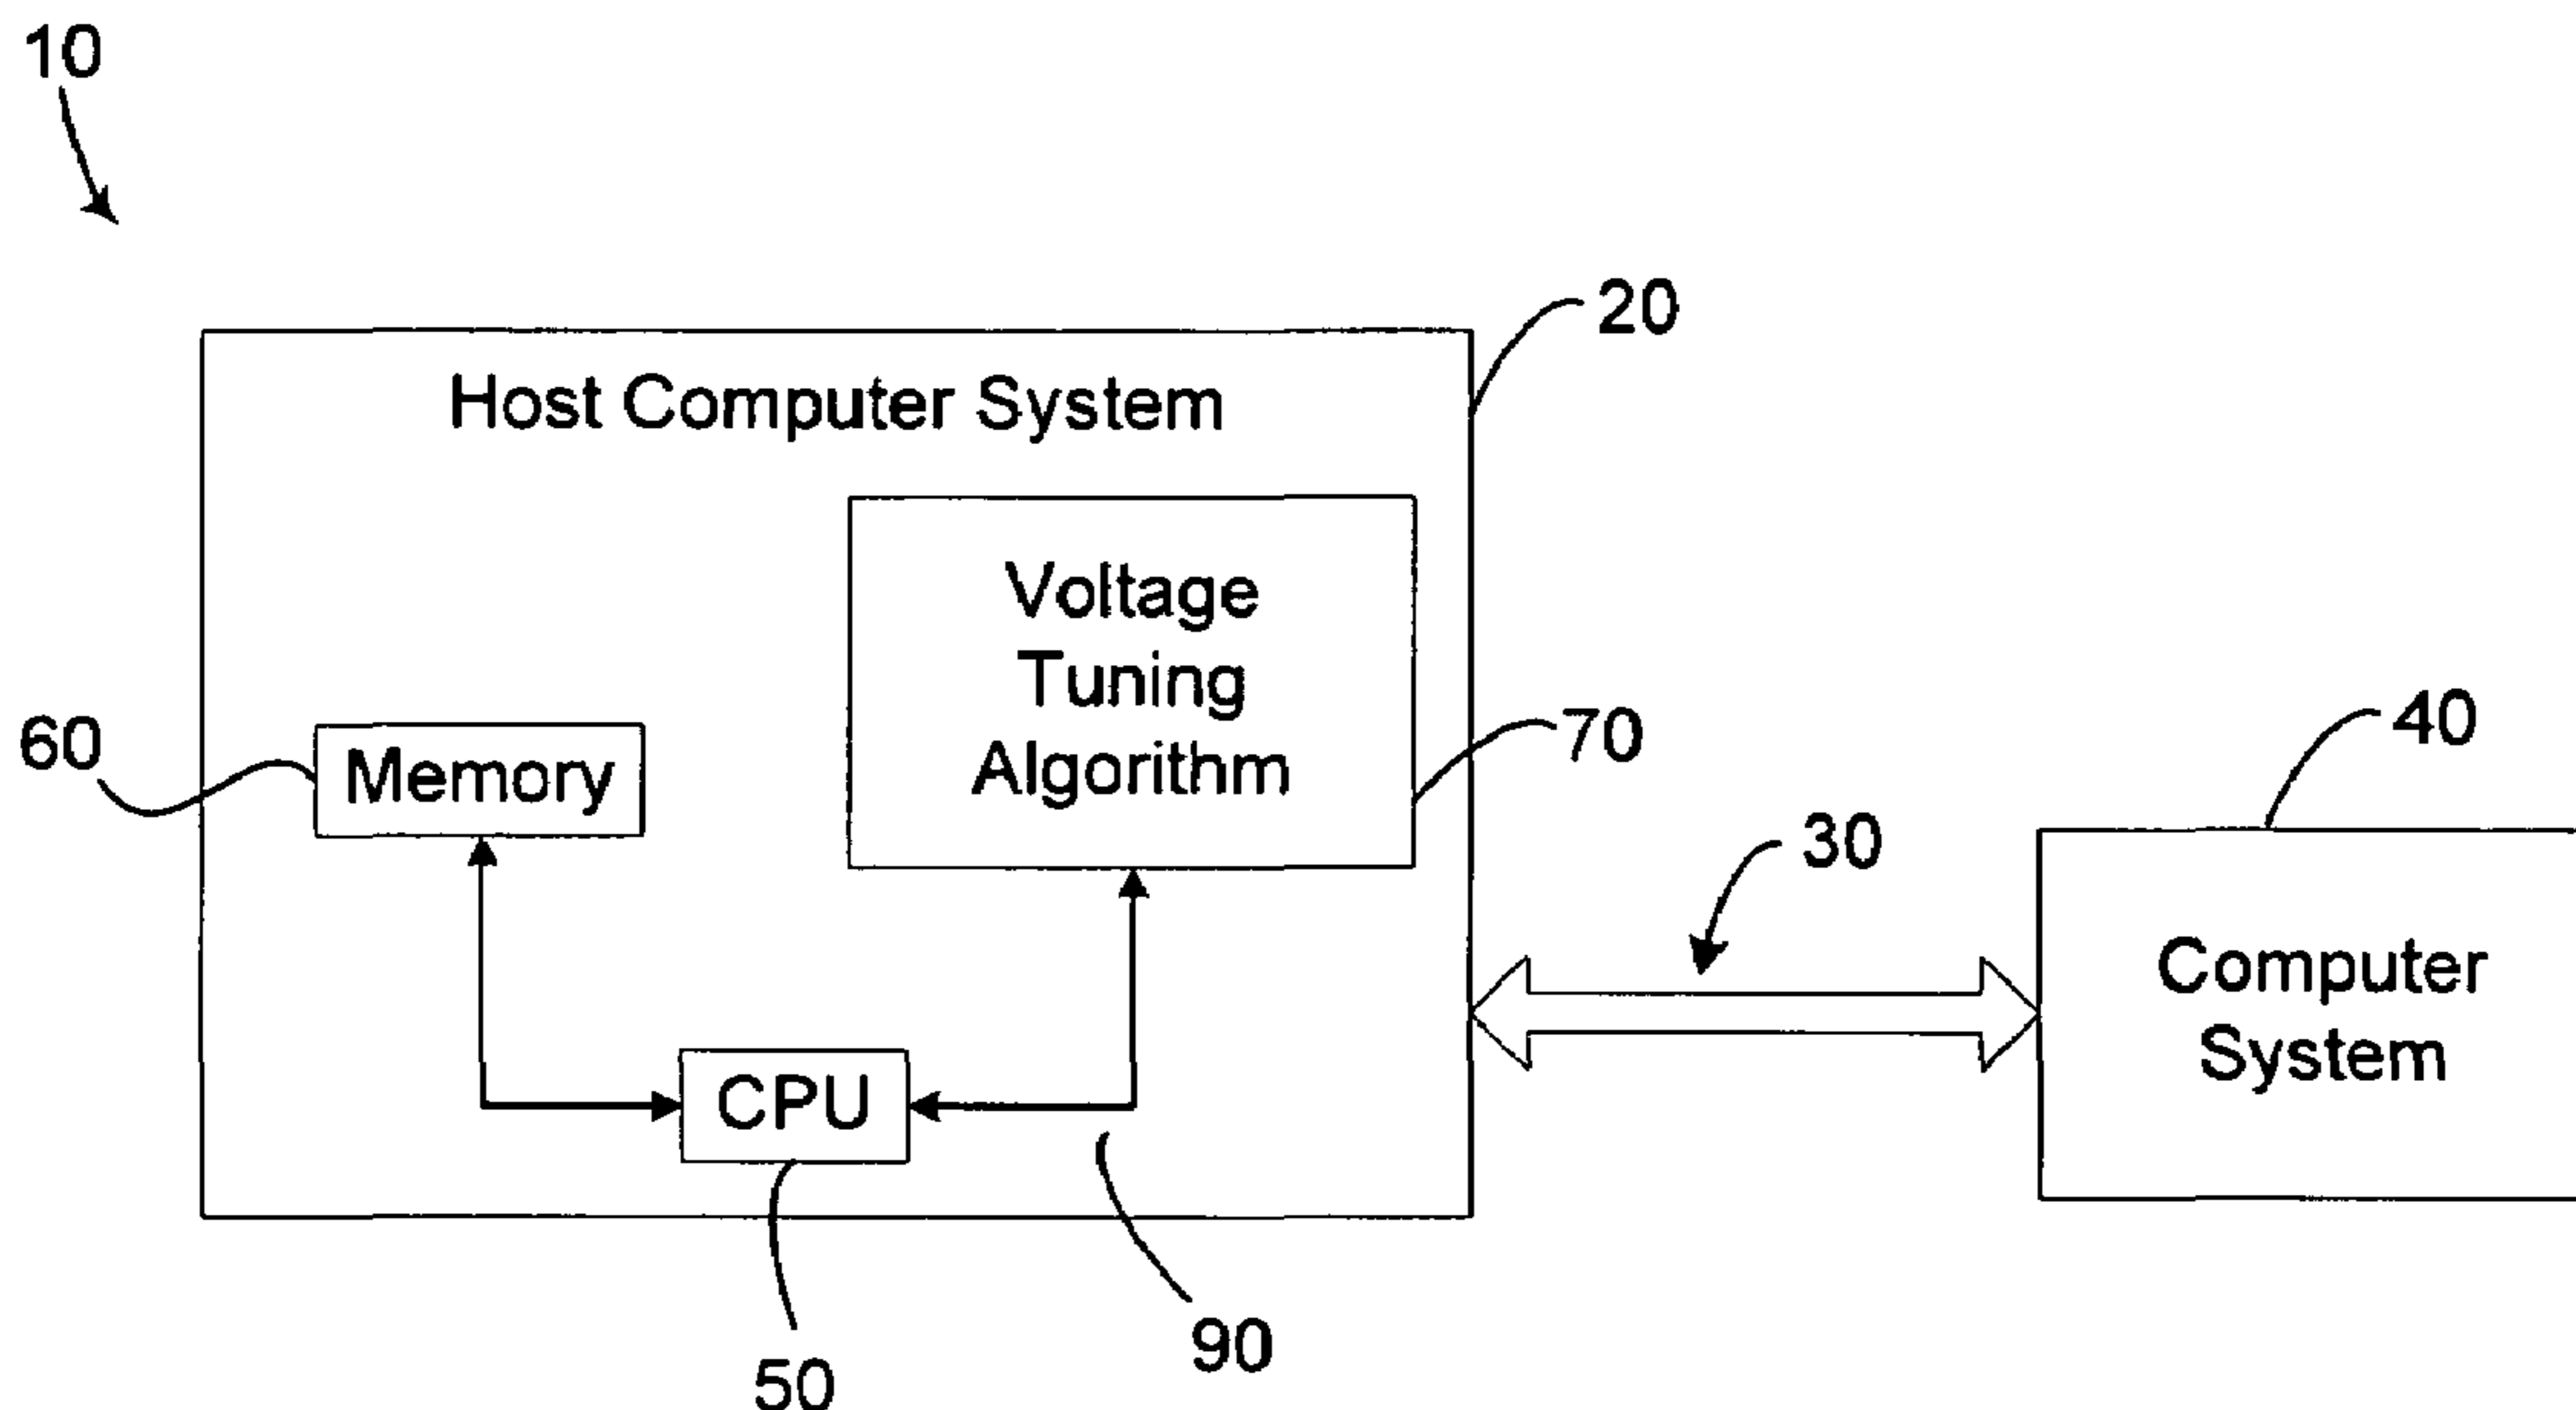 10
20
Host Computer System
Voltage
Tuning
Algorithm
60
Memory
70
40
30
Computer
System
CPU
90
50